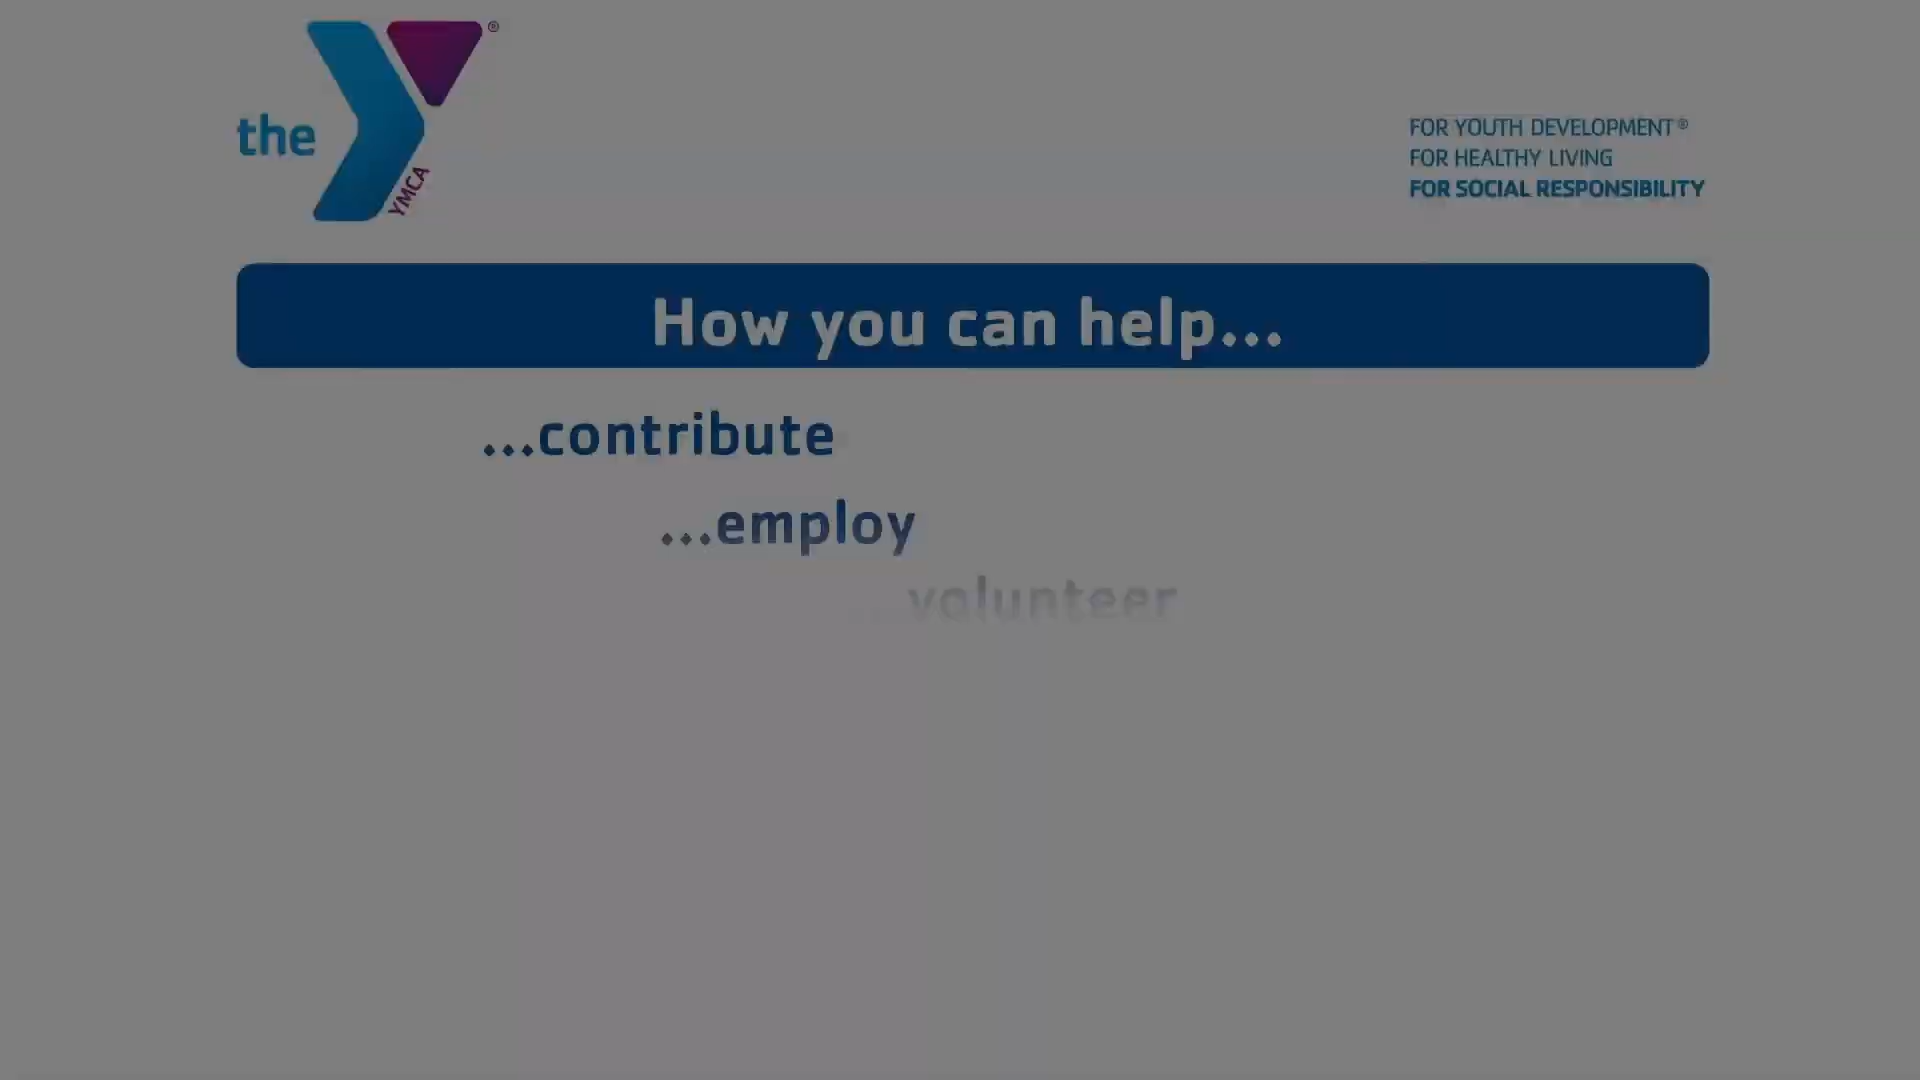 the
YMCA
®
FOR YOUTH DEVELOPMENT®
FOR HEALTHY LIVING
FOR SOCIAL RESPONSIBILITY
How you can help...
...contribute
...employ
...volunteer